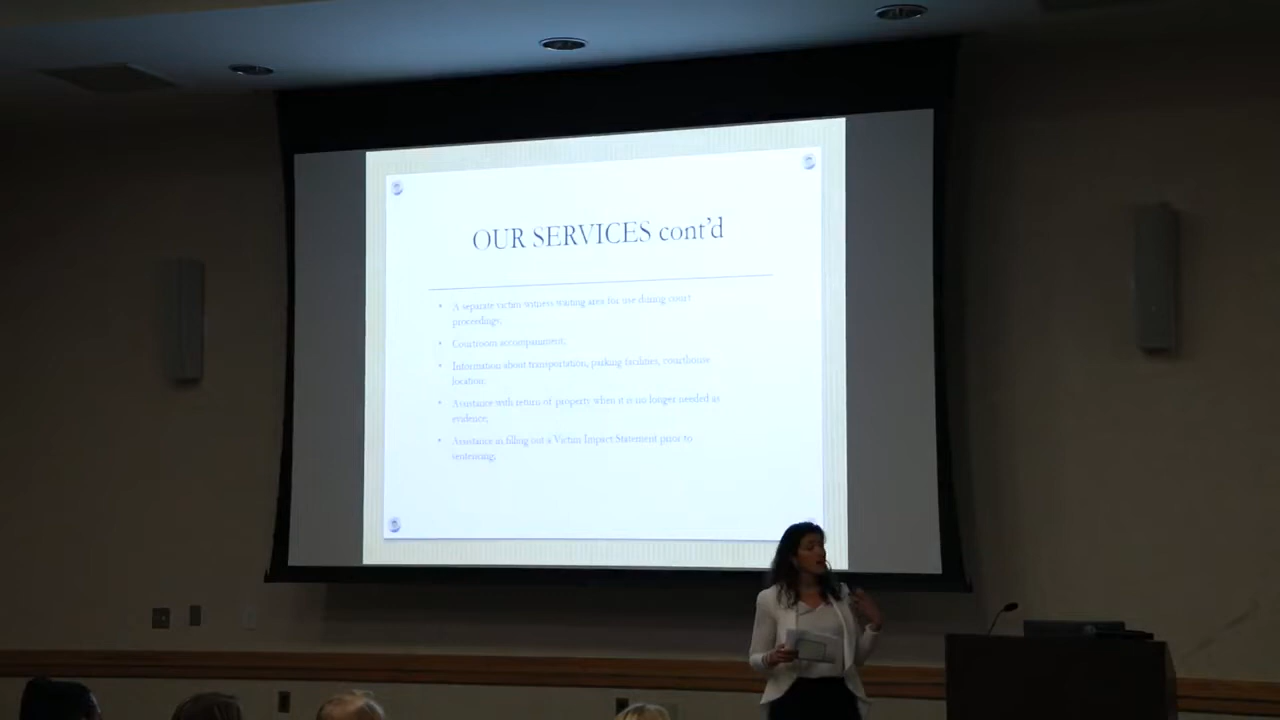 OUR SERVICES cont'd
• A separate victim witness waiting area for use during court
proceedings,
• Courtroom accompaniment,
• Information about transportation, parking facilities, courthouse
location,
• Assistance with return of property when it is no longer needed as
evidence,
• Assistance in filling out a Victim Impact Statement prior to
sentencing,